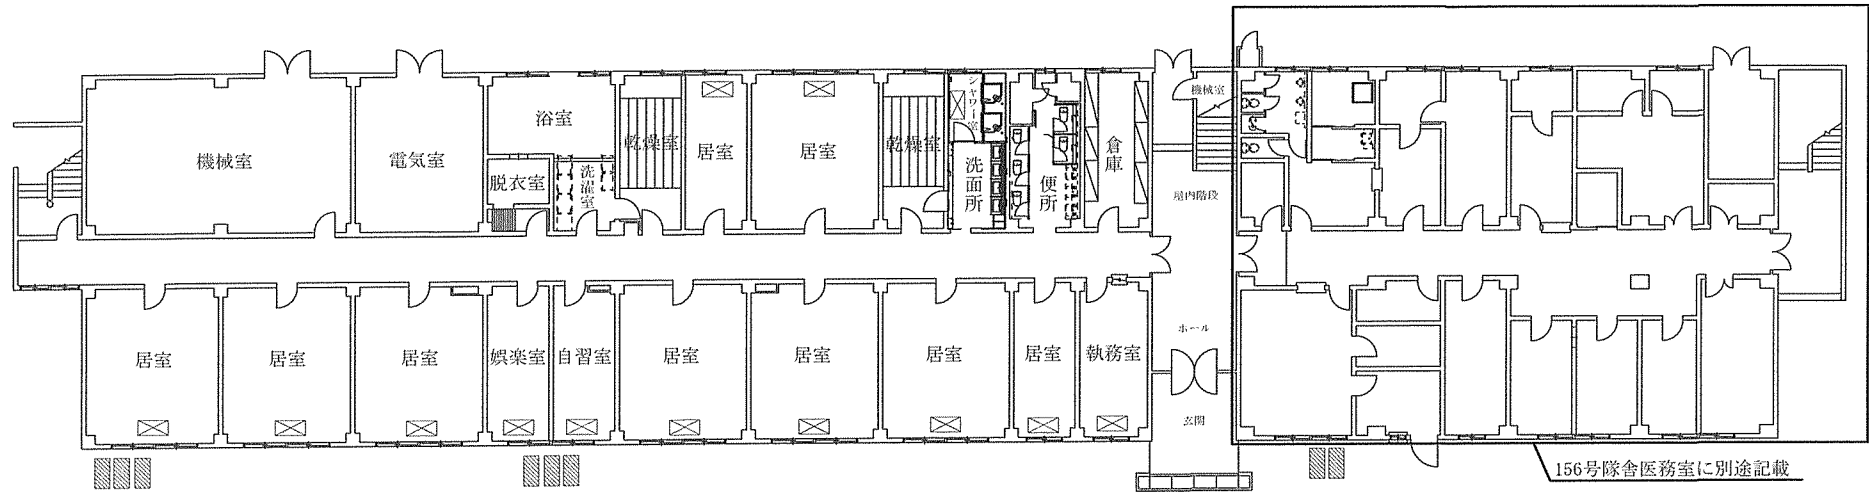 機械室
電気室
浴室
脱衣室
洗濯室
乾燥室
居室
居室
乾燥室
シャワー室
洗面所
便所
倉庫
機械室
屋内階段
居室
居室
居室
娯楽室
自習室
居室
居室
居室
居室
執務室
ホール
玄関
156号隊舎医務室に別途記載